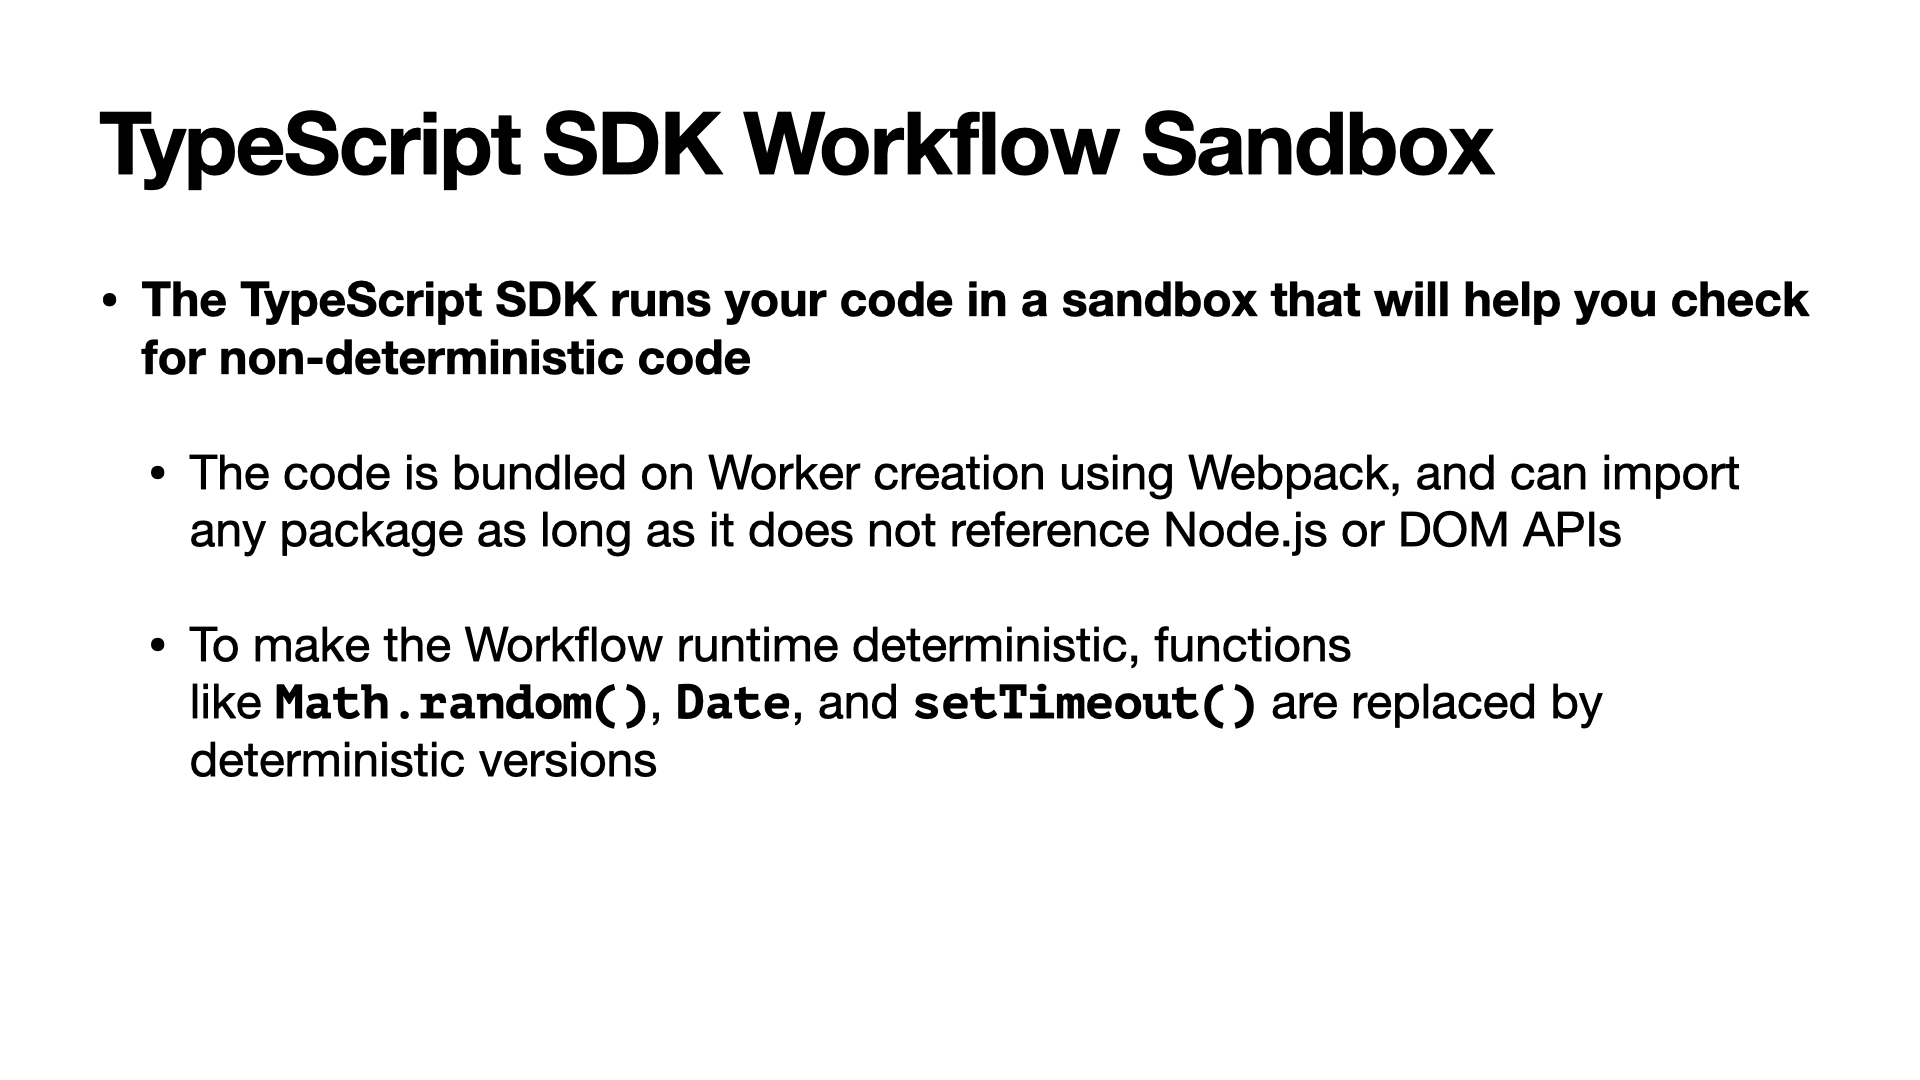 TypeScript SDK Workflow Sandbox
• The TypeScript SDK runs your code in a sandbox that will help you check
for non-deterministic code
• The code is bundled on Worker creation using Webpack, and can import
any package as long as it does not reference Node.js or DOM APIs
• To make the Workflow runtime deterministic, functions
like Math.random(), Date, and setTimeout() are replaced by
deterministic versions